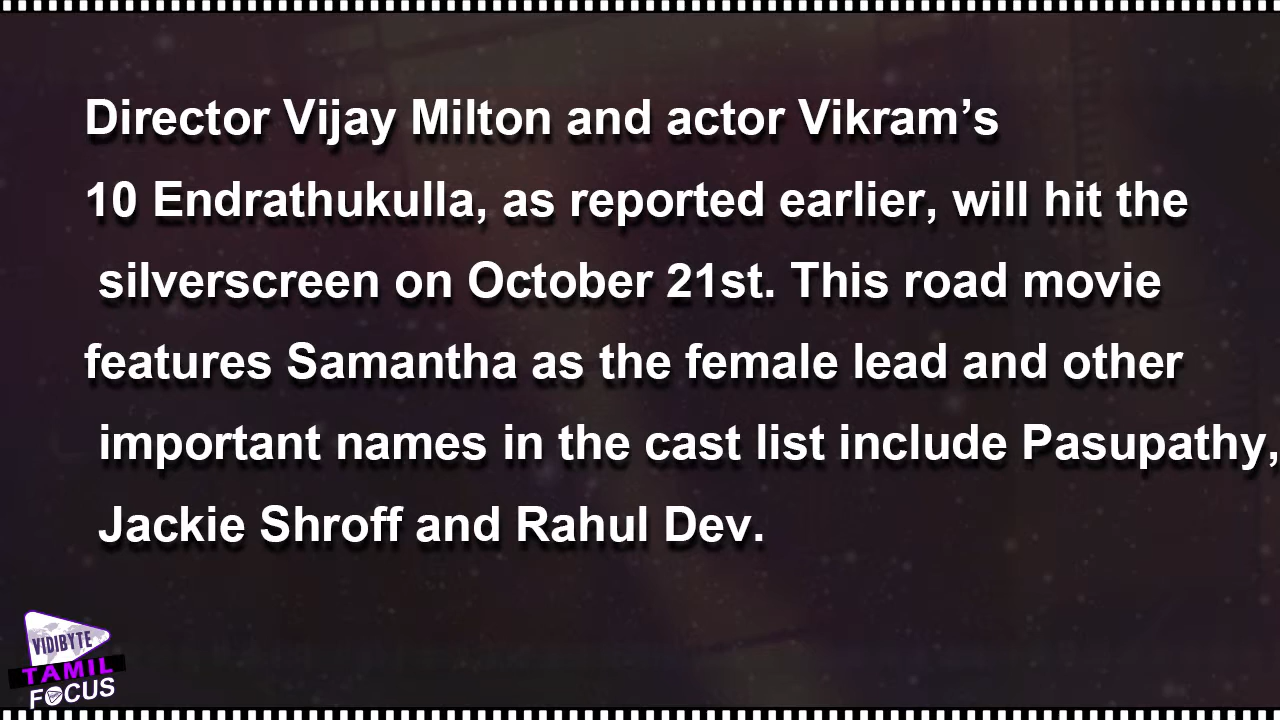 Director Vijay Milton and actor Vikram’s
10 Endrathukulla, as reported earlier, will hit the
silverscreen on October 21st. This road movie
features Samantha as the female lead and other
important names in the cast list include Pasupathy,
Jackie Shroff and Rahul Dev.
VIDIBYTE
TAMIL
FOCUS